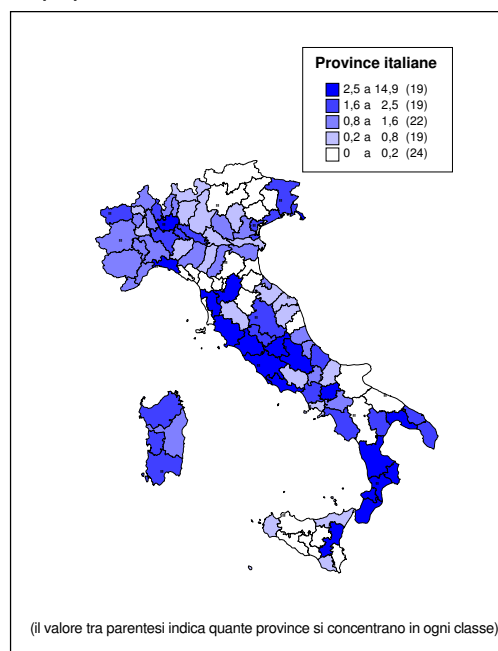 Province italiane
2,5 a 14,9 (19)
1,6 a 2,5 (19)
0,8 a 1,6 (22)
0,2 a 0,8 (19)
0 a 0,2 (24)
(il valore tra parentesi indica quante province si concentrano in ogni classe)